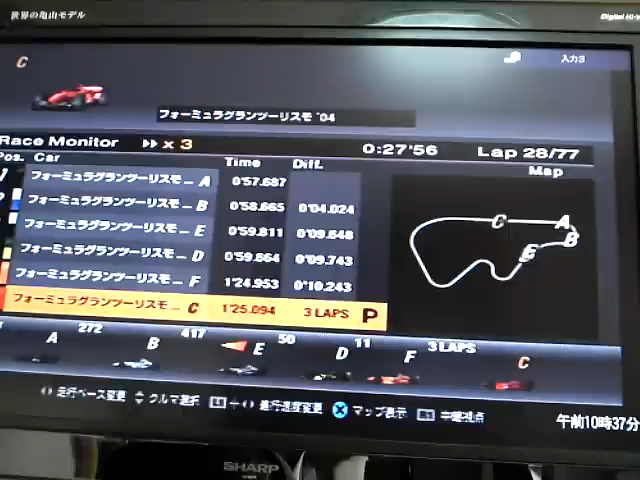 世界の亀山モデル
Digital Hi-V
C
入力3
フォーミュラグランツーリスモ '04
Race Monitor ▶▶ x 3 0:27'56 Lap 28/77
Pos. Car Time Diff. Map
フォーミュラグランツーリスモ – A 0'57.687
フォーミュラグランツーリスモ – B 0'58.665 0'04.024
フォーミュラグランツーリスモ – E 0'59.811 0'09.648
フォーミュラグランツーリスモ – D 0'59.664 0'09.743
フォーミュラグランツーリスモ – F 1'24.953 0'10.243
フォーミュラグランツーリスモ – C 1'25.094 3 LAPS P
C A B E
A 272 B 417 E 50 D 11 F 3 LAPS C
走行ペース変更 クルマ選択 L1 + 進行速度変更 マップ表示 R1 中継視点
午前10時37分
SHARP